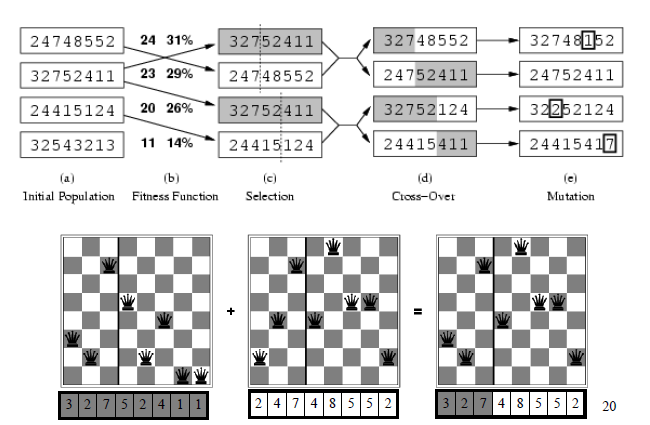 24748552 24 31% 32752411 32748552 32748152
32752411 23 29% 24748552 24752411 24752411
24415124 20 26% 32752411 32752124 32252124
32543213 11 14% 24415124 24415411 24415417
(a) (b) (c) (d) (e)
Initial Population Fitness Function Selection Cross-Over Mutation
+ =
3 2 7 5 2 4 1 1 2 4 7 4 8 5 5 2 3 2 7 4 8 5 5 2 20